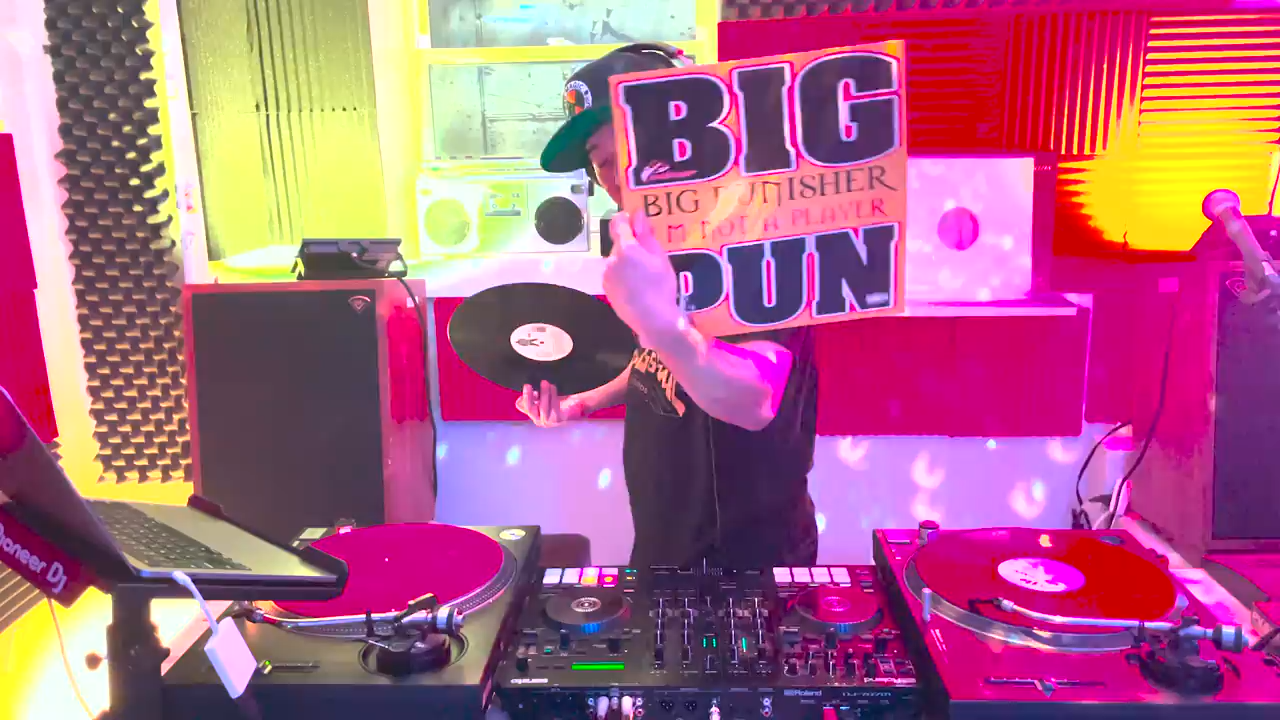 BIG
BIG PUNISHER
I'M NOT A PLAYER
PUN
Pioneer Dj
Roland